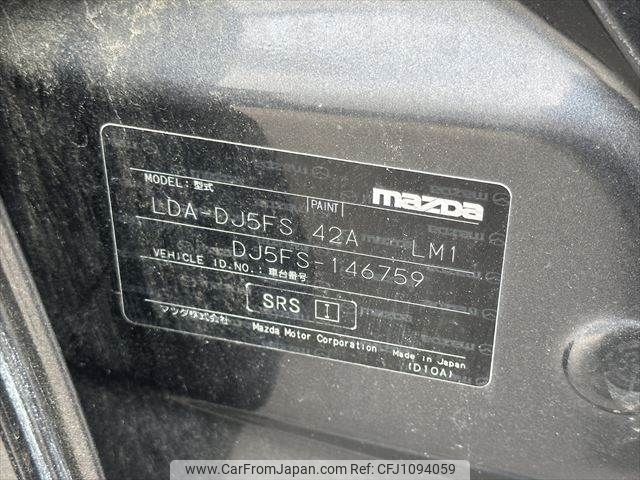 mazda
MODEL:型式 PAINT
LDA-DJ5FS 42A LM1
DJ5FS-146759
VEHICLE ID.NO.:車台番号
SRS I
マツダ株式会社
Mazda Motor Corporation Made in Japan
(D10A)
www.CarFromJapan.com Car REF:CFJ1094059